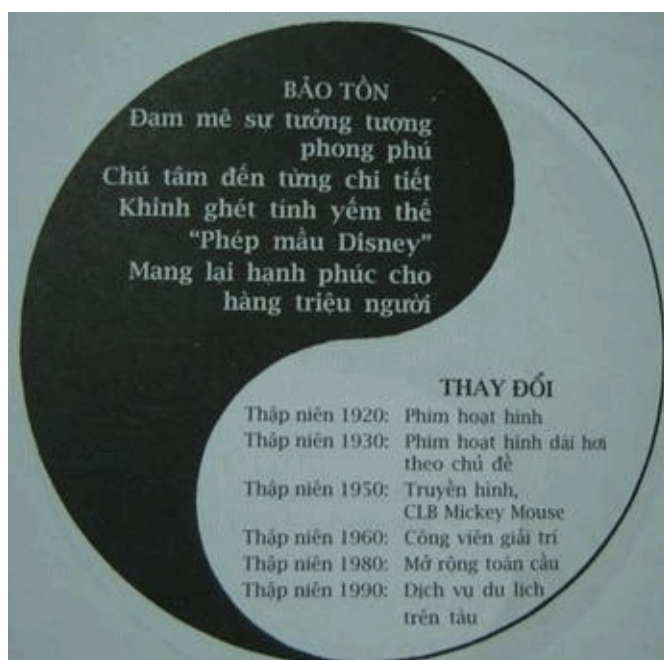 BẢO TỒN
Đam mê sự tưởng tượng
phong phú
Chú tâm đến từng chi tiết
Khinh ghét tính yếm thế
“Phép mầu Disney”
Mang lại hạnh phúc cho
hàng triệu người
THAY ĐỔI
Thập niên 1920: Phim hoạt hình
Thập niên 1930: Phim hoạt hình dài hơi
theo chủ đề
Thập niên 1950: Truyền hình,
CLB Mickey Mouse
Thập niên 1960: Công viên giải trí
Thập niên 1980: Mở rộng toàn cầu
Thập niên 1990: Dịch vụ du lịch
trên tàu